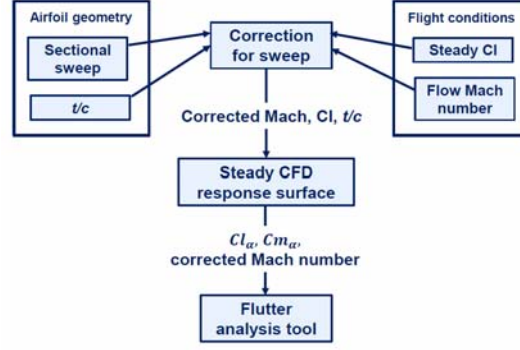 Airfoil geometry
Sectional
sweep
t/c
Correction
for sweep
Flight conditions
Steady Cl
Flow Mach
number
Corrected Mach, Cl, t/c
Steady CFD
response surface
Clα, Cmα,
corrected Mach number
Flutter
analysis tool